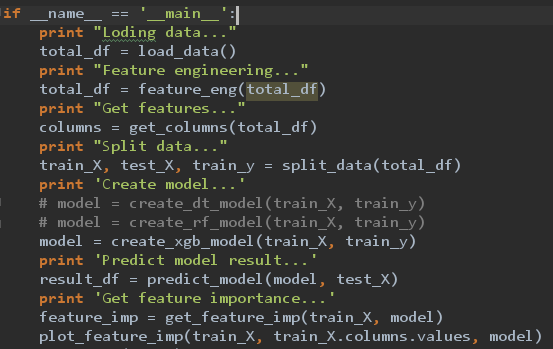 if __name__ == '__main__':
    print "Loding data..."
    total_df = load_data()
    print "Feature engineering..."
    total_df = feature_eng(total_df)
    print "Get features..."
    columns = get_columns(total_df)
    print "Split data..."
    train_X, test_X, train_y = split_data(total_df)
    print 'Create model...'
    # model = create_dt_model(train_X, train_y)
    # model = create_rf_model(train_X, train_y)
    model = create_xgb_model(train_X, train_y)
    print 'Predict model result...'
    result_df = predict_model(model, test_X)
    print 'Get feature importance...'
    feature_imp = get_feature_imp(train_X, model)
    plot_feature_imp(train_X, train_X.columns.values, model)